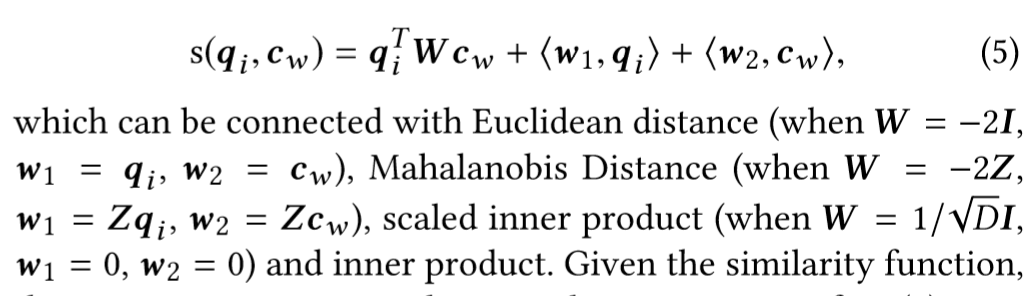 s(q_i, c_w) = q_i^T W c_w + ⟨w_1, q_i⟩ + ⟨w_2, c_w⟩, (5)
which can be connected with Euclidean distance (when W = −2I,
w_1 = q_i, w_2 = c_w), Mahalanobis Distance (when W = −2Z,
w_1 = Zq_i, w_2 = Zc_w), scaled inner product (when W = 1/√D I,
w_1 = 0, w_2 = 0) and inner product. Given the similarity function,